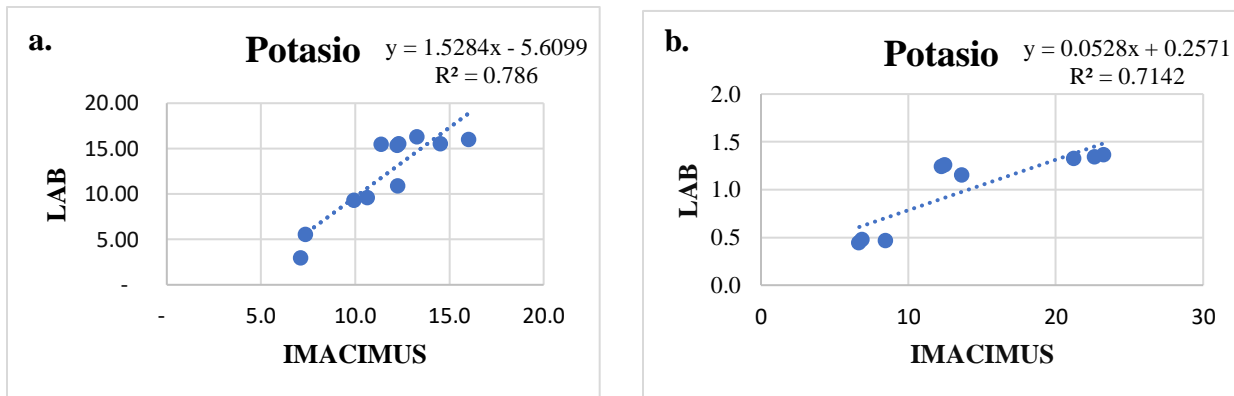 a.
Potasio
y = 1.5284x - 5.6099
R² = 0.786
20.00
15.00
10.00
5.00
-
LAB
- 5.0 10.0 15.0 20.0
IMACIMUS
b.
Potasio
y = 0.0528x + 0.2571
R² = 0.7142
2.0
1.5
1.0
0.5
0.0
LAB
0 10 20 30
IMACIMUS